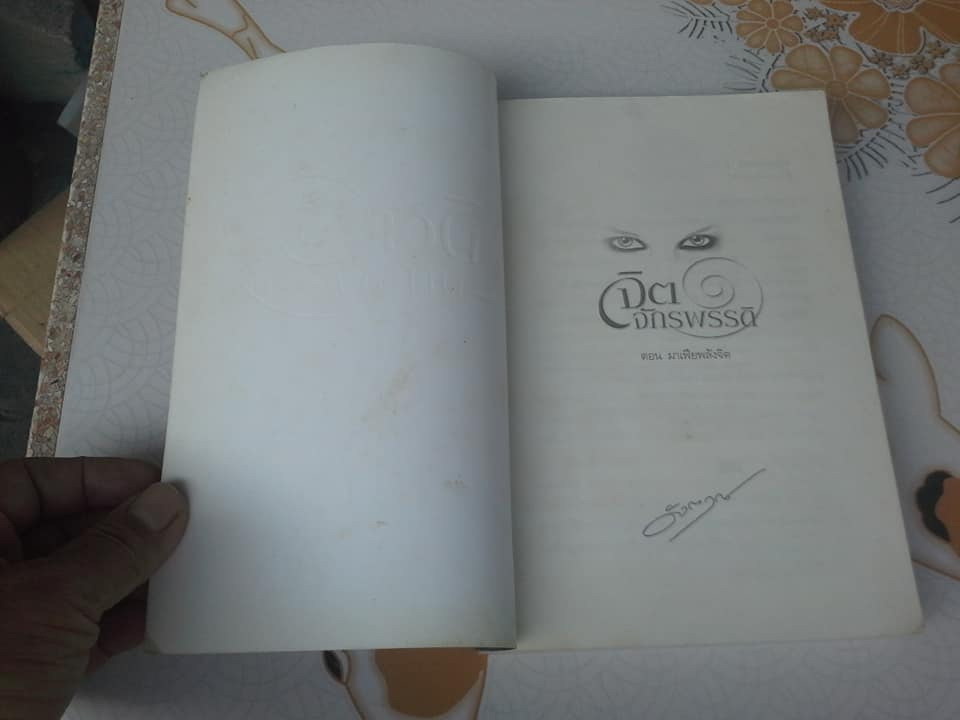 จิต ๑
จักรพรรดิ
ตอน มาเฟียพลังจิต